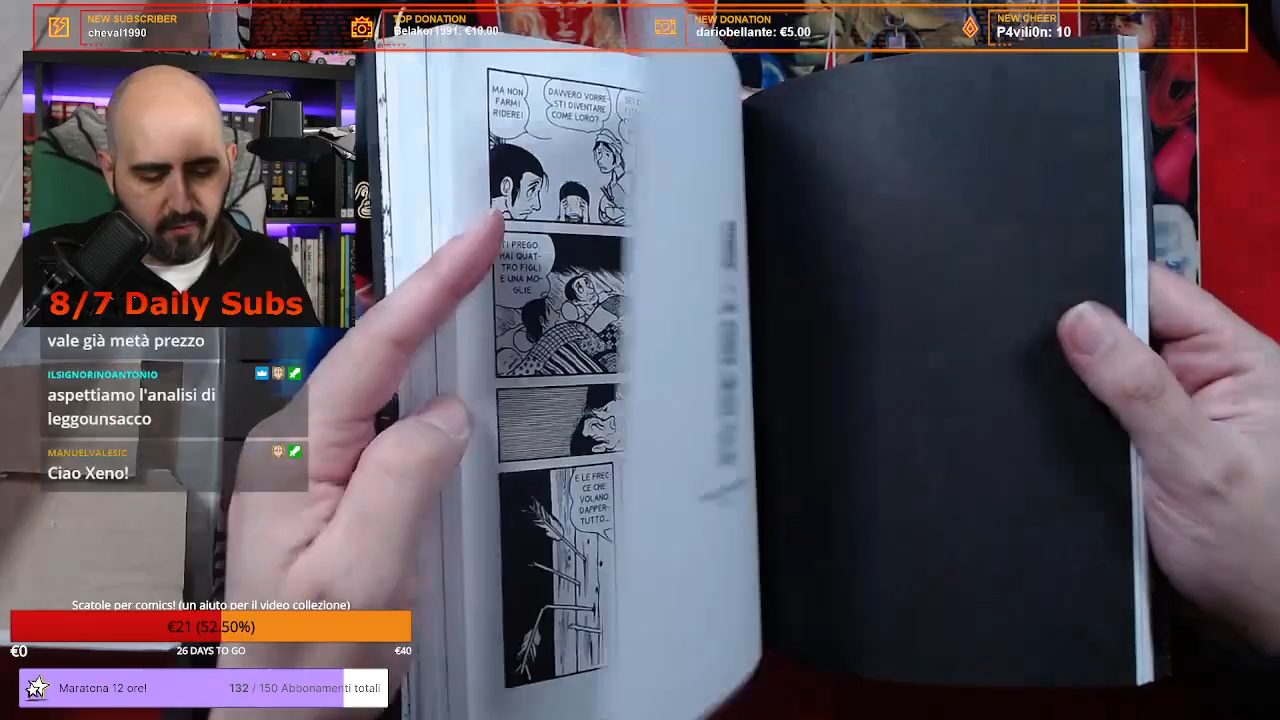 NEW SUBSCRIBER
cheval1990
TOP DONATION
Belakor1991: €10.00
NEW DONATION
dariobellante: €5.00
NEW CHEER
P4vili0n: 10
8/7 Daily Subs
vale già metà prezzo
ILSIGNORINOANTONIO
aspettiamo l'analisi di
leggounsacco
MANUELVALESIC
Ciao Xeno!
Scatole per comics! (un aiuto per il video collezione)
€21 (52.50%)
€0
26 DAYS TO GO
€40
Maratona 12 ore!
132 / 150 Abbonamenti totali
MA NON
FARMI
RIDERE!
DAVVERO VORRE-
STI DIVENTARE
COME LORO?
TI PREGO,
HAI QUAT-
TRO FIGLI
E UNA MO-
GLIE
E LE FREC
CE CHE
VOLANO
DAPPER-
TUTTO...